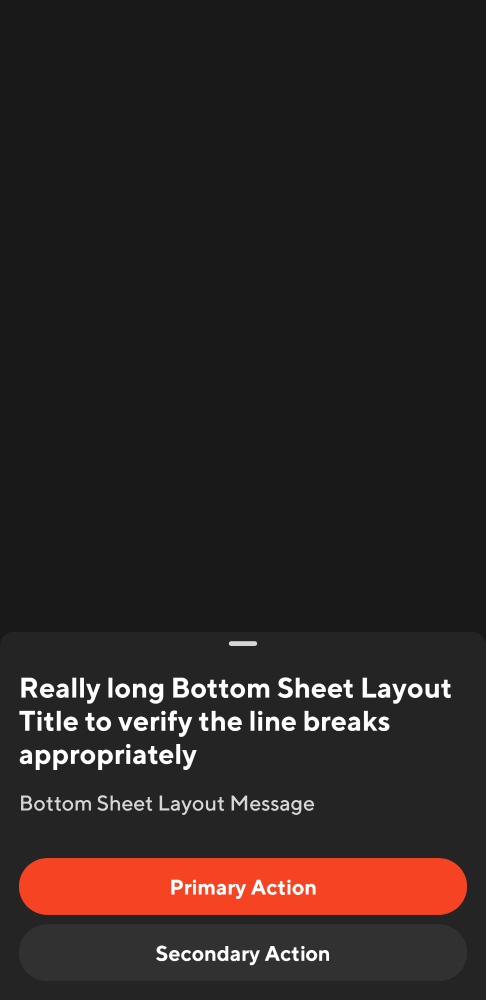 Really long Bottom Sheet Layout
Title to verify the line breaks
appropriately
Bottom Sheet Layout Message
Primary Action
Secondary Action